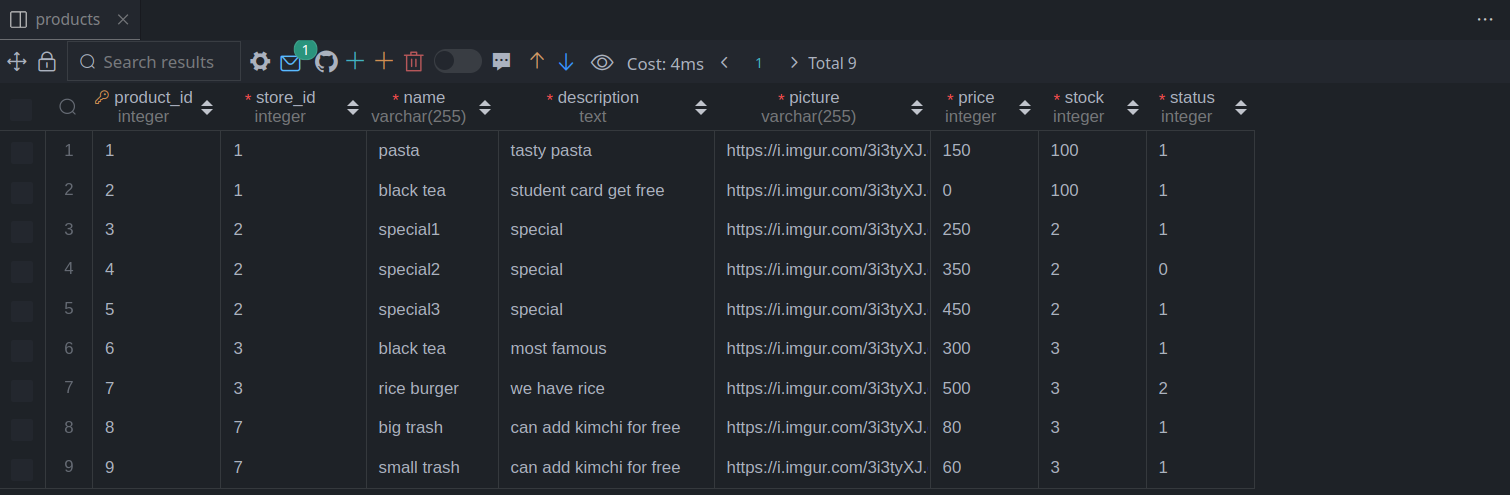 products
1
Search results
Cost: 4ms
1
Total 9
product_id * store_id * name * description * picture * price * stock * status
integer integer varchar(255) text varchar(255) integer integer integer
1 1 1 pasta tasty pasta https://i.imgur.com/3i3tyXJ. 150 100 1
2 2 1 black tea student card get free https://i.imgur.com/3i3tyXJ. 0 100 1
3 3 2 special1 special https://i.imgur.com/3i3tyXJ. 250 2 1
4 4 2 special2 special https://i.imgur.com/3i3tyXJ. 350 2 0
5 5 2 special3 special https://i.imgur.com/3i3tyXJ. 450 2 1
6 6 3 black tea most famous https://i.imgur.com/3i3tyXJ. 300 3 1
7 7 3 rice burger we have rice https://i.imgur.com/3i3tyXJ. 500 3 2
8 8 7 big trash can add kimchi for free https://i.imgur.com/3i3tyXJ. 80 3 1
9 9 7 small trash can add kimchi for free https://i.imgur.com/3i3tyXJ. 60 3 1